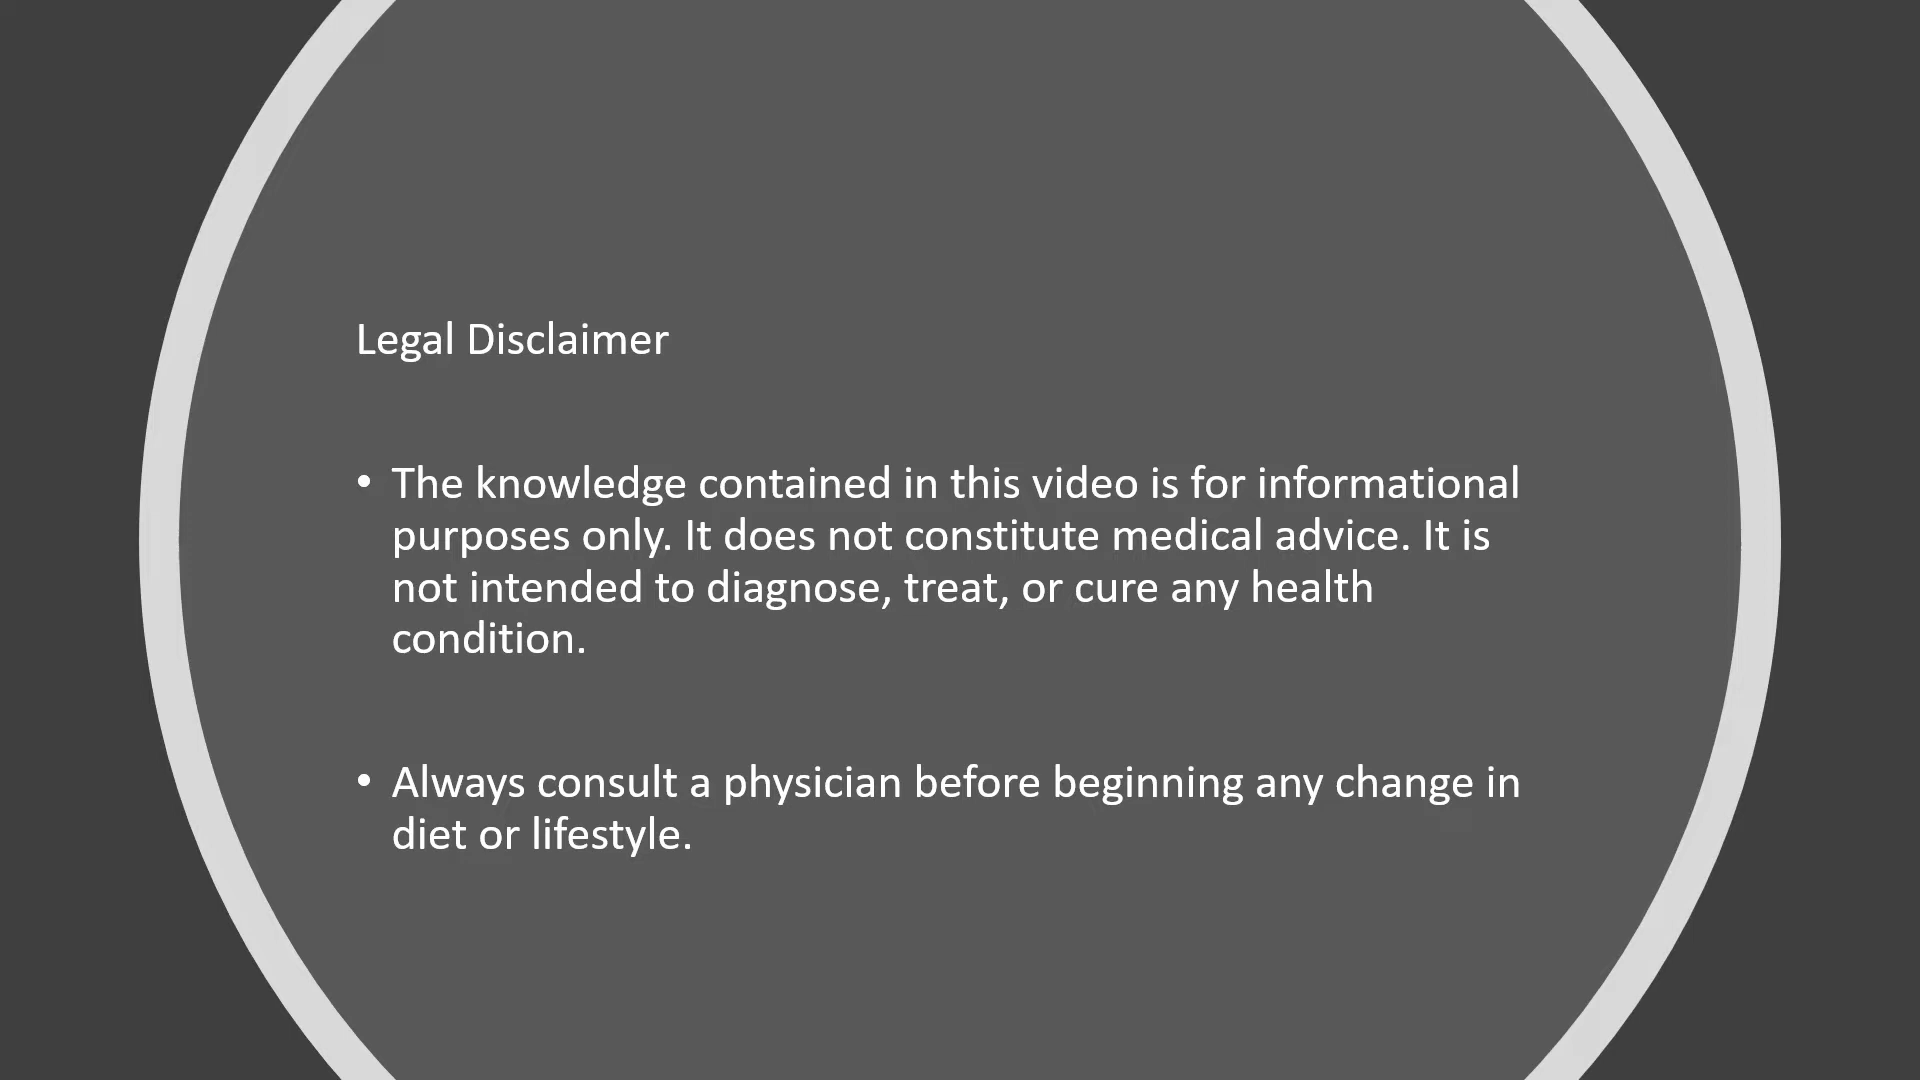 Legal Disclaimer
• The knowledge contained in this video is for informational
purposes only. It does not constitute medical advice. It is
not intended to diagnose, treat, or cure any health
condition.
• Always consult a physician before beginning any change in
diet or lifestyle.